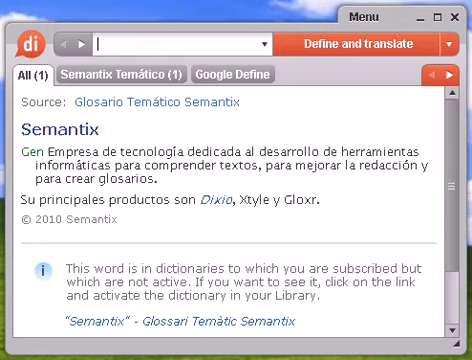 Menu
di
Define and translate
All (1)
Semantix Temático (1)
Google Define
Source: Glosario Temático Semantix
Semantix
Gen Empresa de tecnología dedicada al desarrollo de herramientas
informáticas para comprender textos, para mejorar la redacción y
para crear glosarios.
Su principales productos son Dixio, Xtyle y Gloxr.
© 2010 Semantix
This word is in dictionaries to which you are subscribed but
which are not active. If you want to see it, click on the link
and activate the dictionary in your Library.
"Semantix" - Glossari Temàtic Semantix